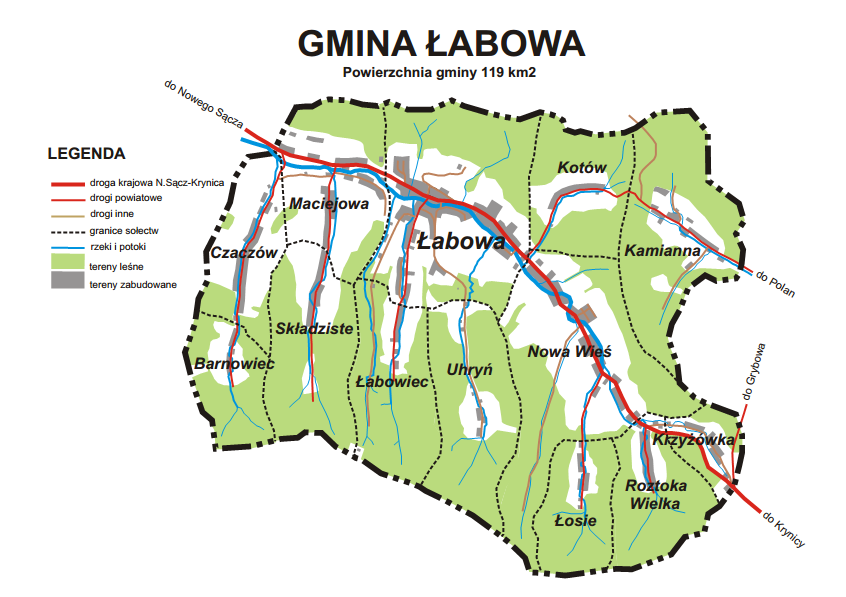 GMINA ŁABOWA
Powierzchnia gminy 119 km2
do Nowego Sącza
LEGENDA
droga krajowa N.Sącz-Krynica
drogi powiatowe
drogi inne
granice sołectw
rzeki i potoki
tereny leśne
tereny zabudowane
Kotów
Maciejowa
Łabowa
Czaczów
Kamianna
do Polan
Składziste
Nowa Wieś
Barnowiec
Uhryń
Łabowiec
do Grybowa
Krzyżówka
Roztoka
Wielka
Łosie
do Krynicy